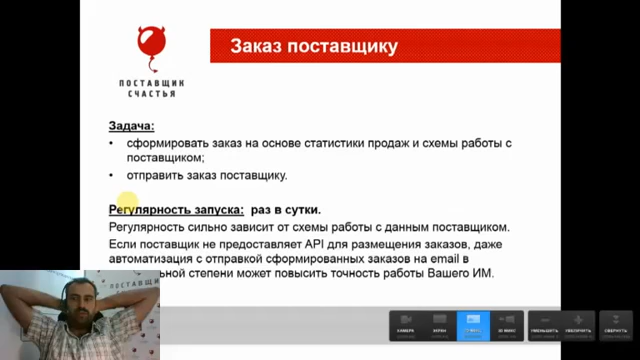 Заказ поставщику
ПОСТАВЩИК
СЧАСТЬЯ
Задача:
• сформировать заказ на основе статистики продаж и схемы работы с
поставщиком;
• отправить заказ поставщику.
Регулярность запуска: раз в сутки.
Регулярность сильно зависит от схемы работы с данным поставщиком.
Если поставщик не предоставляет API для размещения заказов, даже
автоматизация с отправкой сформированных заказов на email в
степени может повысить точность работы Вашего ИМ.
КАМЕРА
ЭКРАН
УМЕНЬШИТЬ
УВЕЛИЧИТЬ
СВЕРНУТЬ